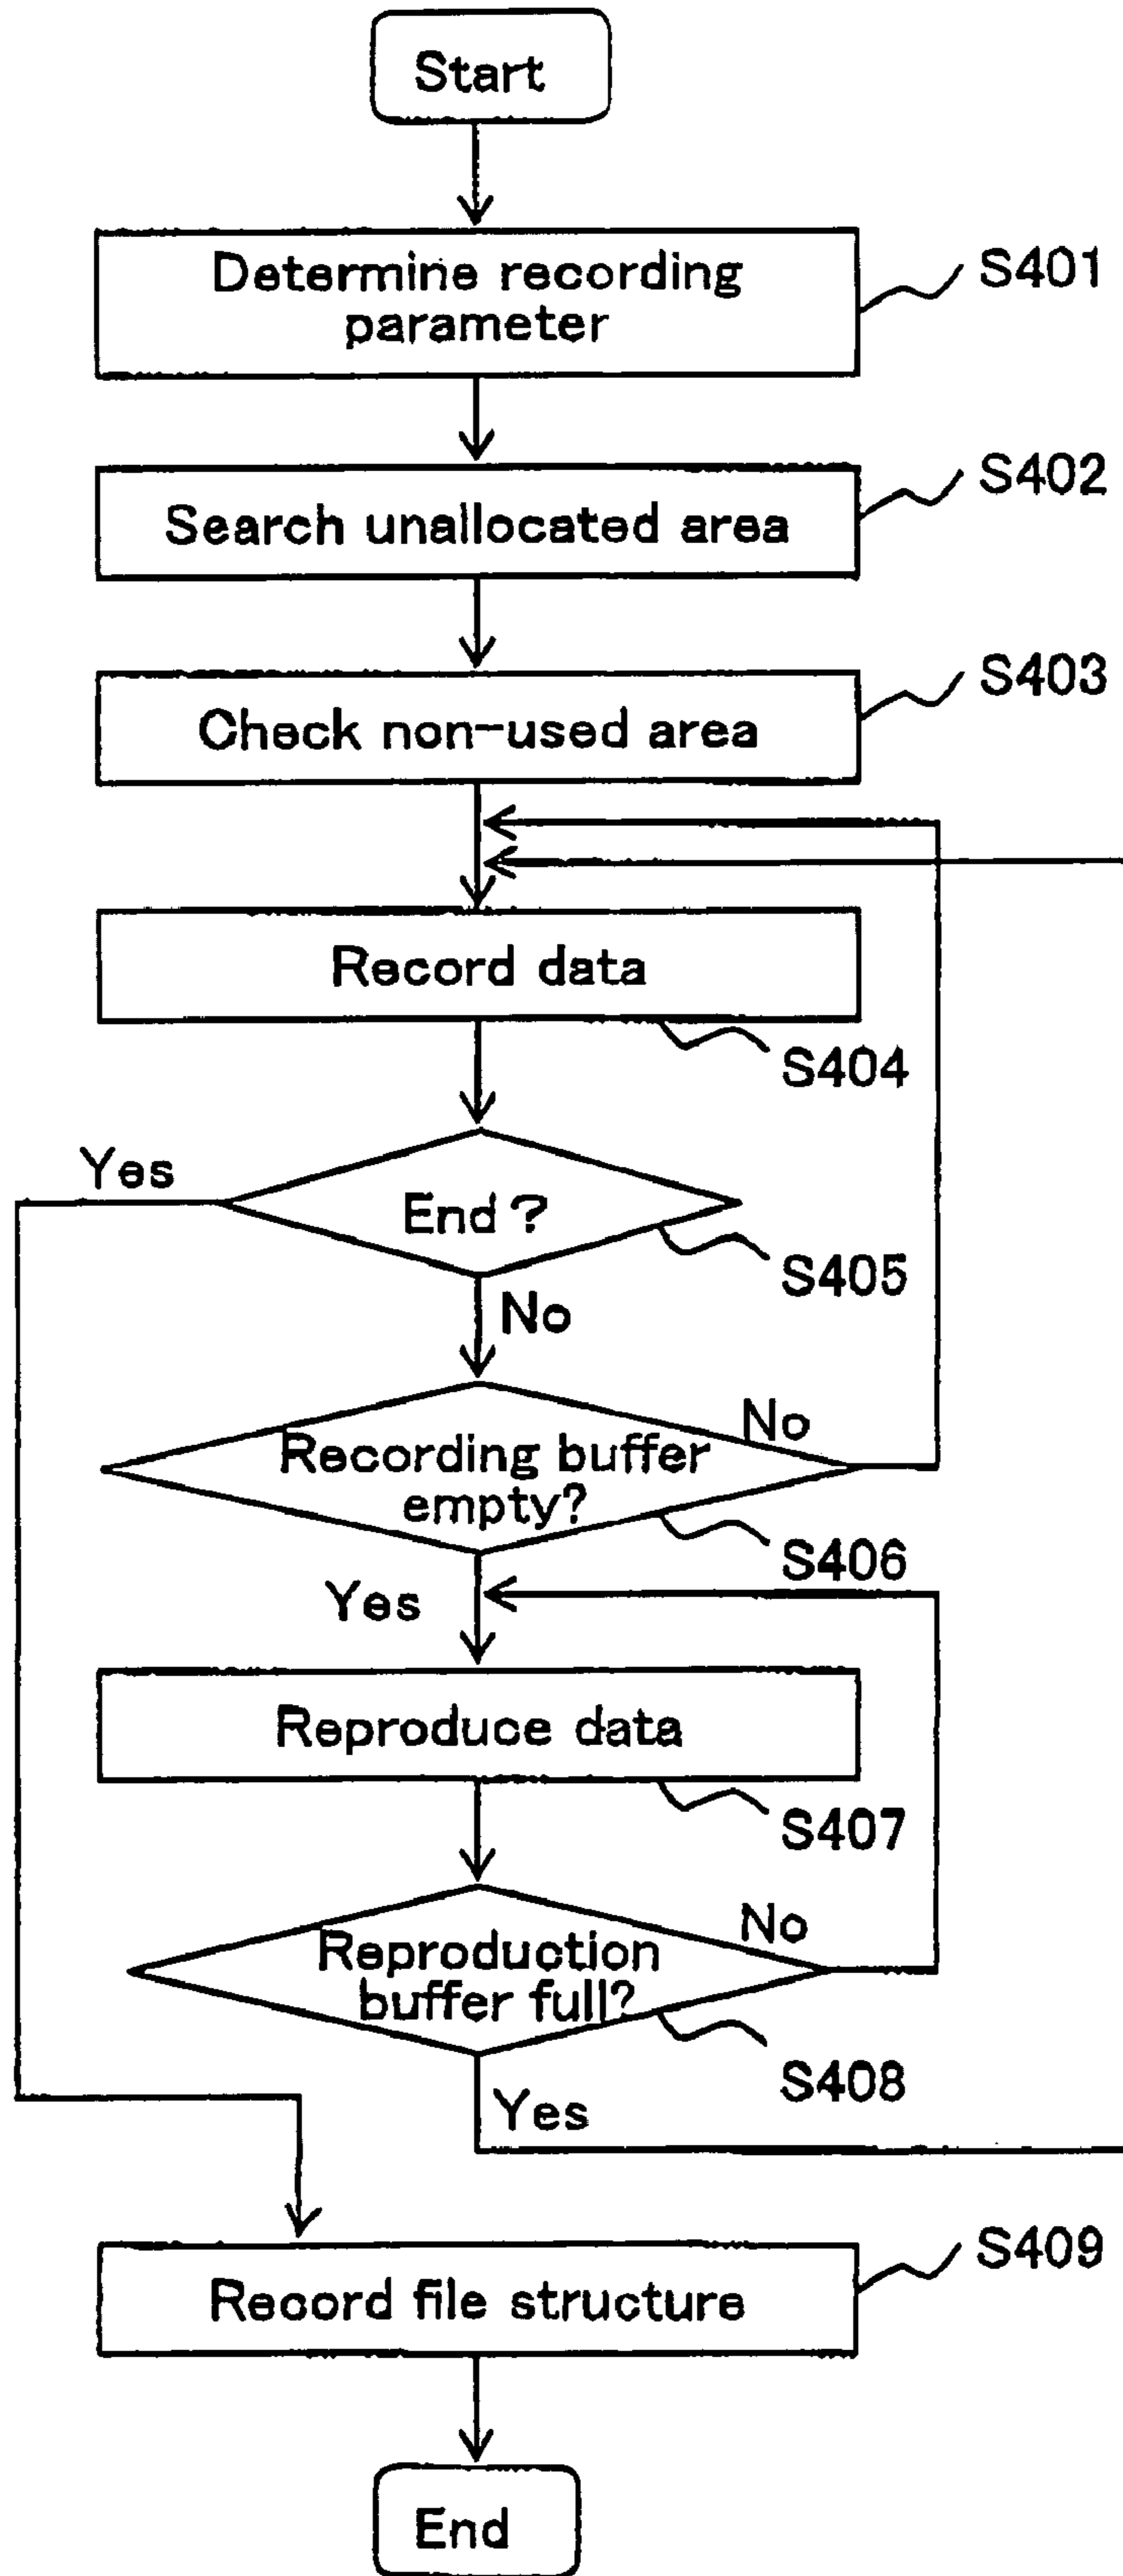 Start
Determine recording
parameter
S401
Search unallocated area
S402
Check non-used area
S403
Record data
S404
Yes
End ?
S405
No
Recording buffer
empty?
No
S406
Yes
Reproduce data
S407
Reproduction
buffer full?
No
S408
Yes
Record file structure
S409
End